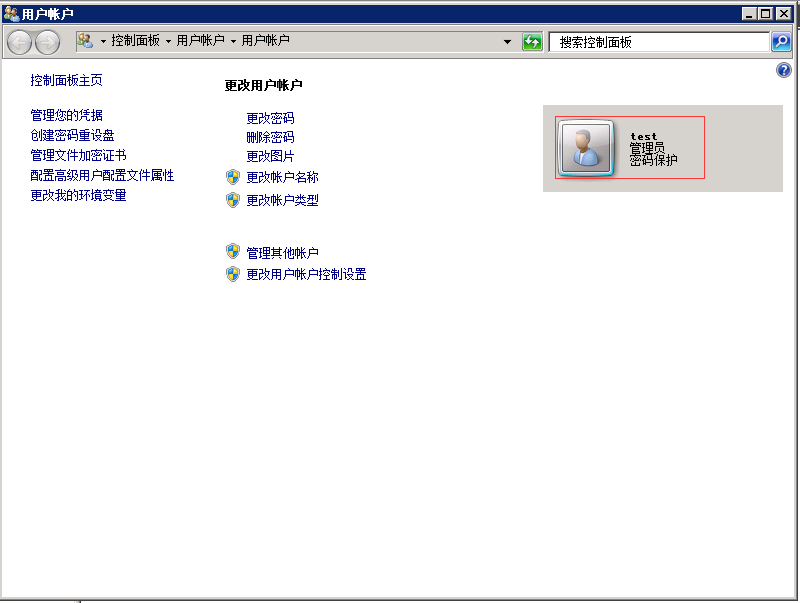 用户帐户
控制面板 用户帐户 用户帐户
搜索控制面板
控制面板主页
管理您的凭据
创建密码重设盘
管理文件加密证书
配置高级用户配置文件属性
更改我的环境变量
更改用户帐户
更改密码
删除密码
更改图片
更改帐户名称
更改帐户类型
管理其他帐户
更改用户帐户控制设置
test
管理员
密码保护